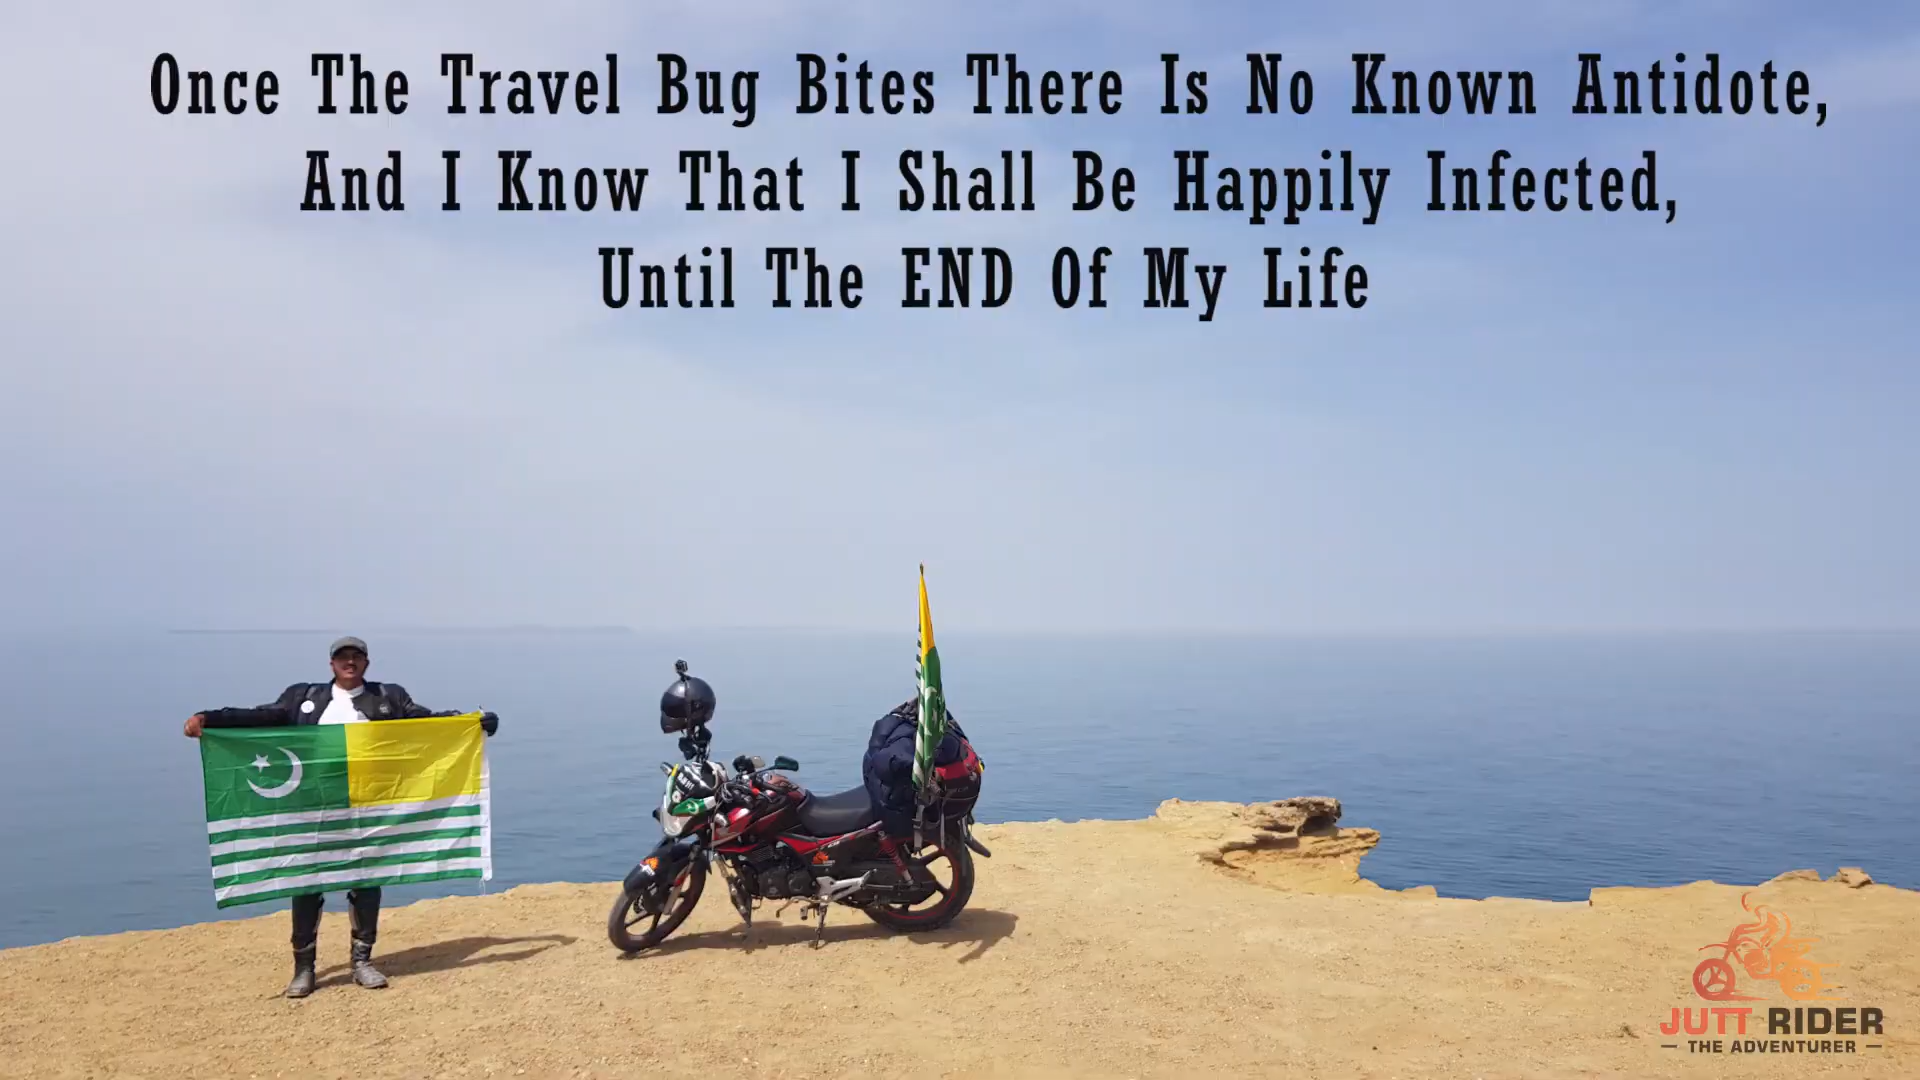 Once The Travel Bug Bites There Is No Known Antidote,
And I Know That I Shall Be Happily Infected,
Until The END Of My Life
JUTT RIDER
THE ADVENTURER